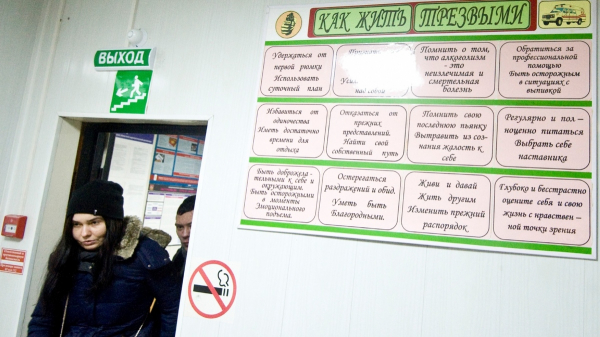 КАК ЖИТЬ ТРЕЗВЫМИ
ВЫХОД
Удержаться от
первой рюмки
Использовать
суточный план
Помнить о том,
что алкоголизм
- это
неизлечимая и
смертельная
болезнь
Обратиться за
профессиональной
помощью
Быть осторожным
в ситуациях с
выпивкой
Избавиться от
одиночества
Иметь достаточно
времени для
отдыха
Отказаться от
прежних
представлений.
Найти свой
собственный путь
Помнить свою
последнюю пьянку
Вытравить из соз-
нания жалость к
себе
Регулярно и пол -
ноценно питаться
Выбрать себе
наставника
Быть доброжела -
тельными к себе и
окружающим.
Быть осторожными
в моменты
Эмоционального
подъема.
Остерегаться
раздражений и обид.
Уметь быть
Благородными.
Живи и давай
Жить другим
Изменить прежний
распорядок
Глубоко и бесстрастно
оцените себя и свою
жизнь с нравствен -
ной точки зрения